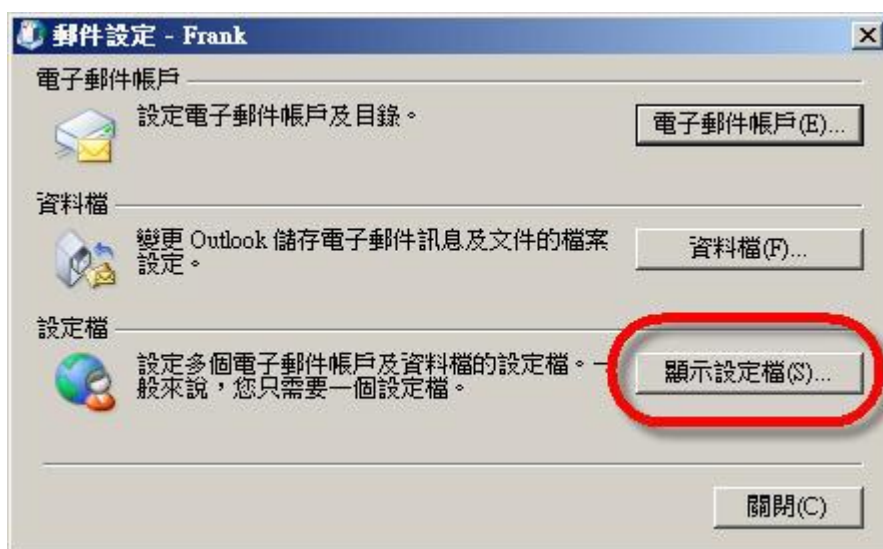 郵件設定 - Frank
電子郵件帳戶
設定電子郵件帳戶及目錄。
電子郵件帳戶(E)...
資料檔
變更 Outlook 儲存電子郵件訊息及文件的檔案
設定。
資料檔(F)...
設定檔
設定多個電子郵件帳戶及資料檔的設定檔。一
般來說，您只需要一個設定檔。
顯示設定檔(S)...
關閉(C)